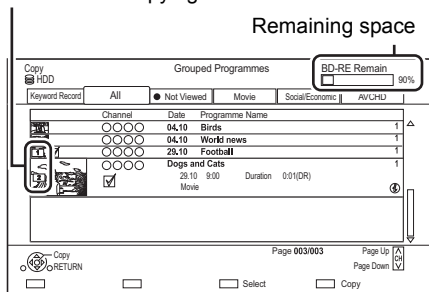 Remaining space
Copy
HDD
Grouped Programmes
BD-RE Remain
90%
Keyword Record
All
● Not Viewed
Movie
Social/Economic
AVCHD
Channel
Date
Programme Name
○○○○ 04.10 Birds 1
○○○○ 04.10 World news 1
1 ○○○○ 29.10 Football 1
○○○○ Dogs and Cats 1
2
29.10 9:00 Duration 0:01(DR)
Movie
Copy
RETURN
Page 003/003
Page Up
CH
Page Down
Select
Copy